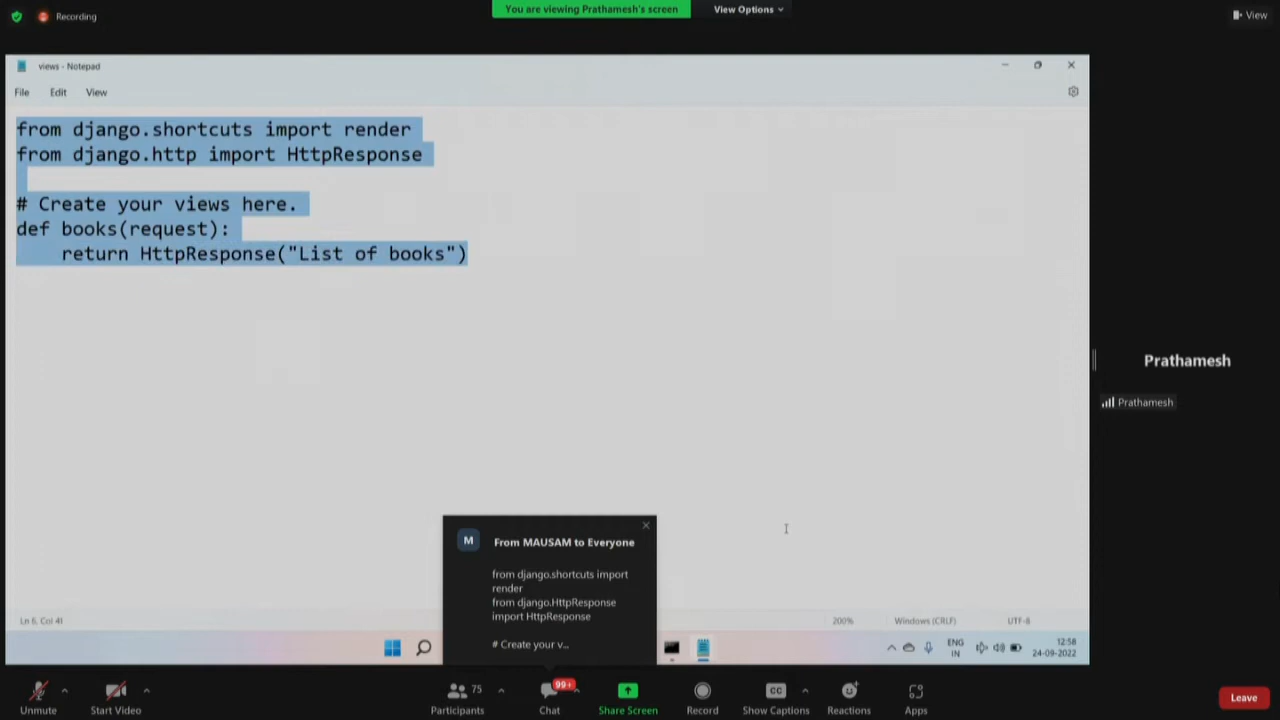 Recording
You are viewing Prathamesh's screen
View Options
View
views - Notepad
File Edit View
from django.shortcuts import render
from django.http import HttpResponse
# Create your views here.
def books(request):
    return HttpResponse("List of books")
Prathamesh
Prathamesh
M
From MAUSAM to Everyone
from django.shortcuts import
render
from django.HttpResponse
import HttpResponse
# Create your v...
Ln 6, Col 41
200%
Windows (CRLF)
UTF-8
ENG
IN
12:58
24-09-2022
Unmute
Start Video
75
Participants
99+
Chat
Share Screen
Record
CC
Show Captions
Reactions
Apps
Leave